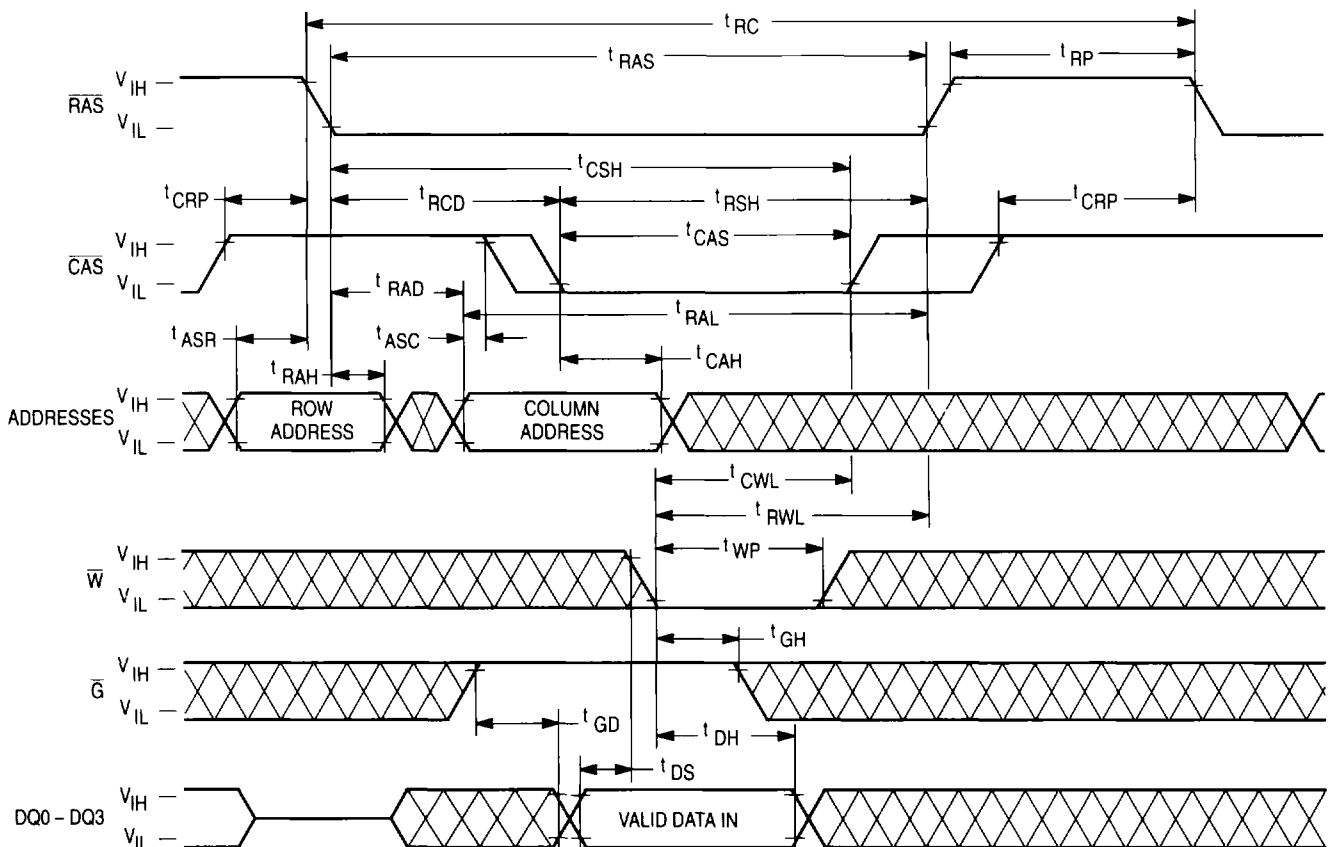 t RC
t RAS
t RP
V IH
RAS
V IL
t CSH
t CRP
t RCD
t RSH
t CRP
V IH
t CAS
CAS
V IL
t RAD
t RAL
t ASR
t ASC
t CAH
t RAH
V IH
ADDRESSES
ROW ADDRESS
COLUMN ADDRESS
V IL
t CWL
t RWL
t WP
V IH
W
V IL
t GH
V IH
G
V IL
t GD
t DH
t DS
V IH
DQ0 – DQ3
VALID DATA IN
V IL